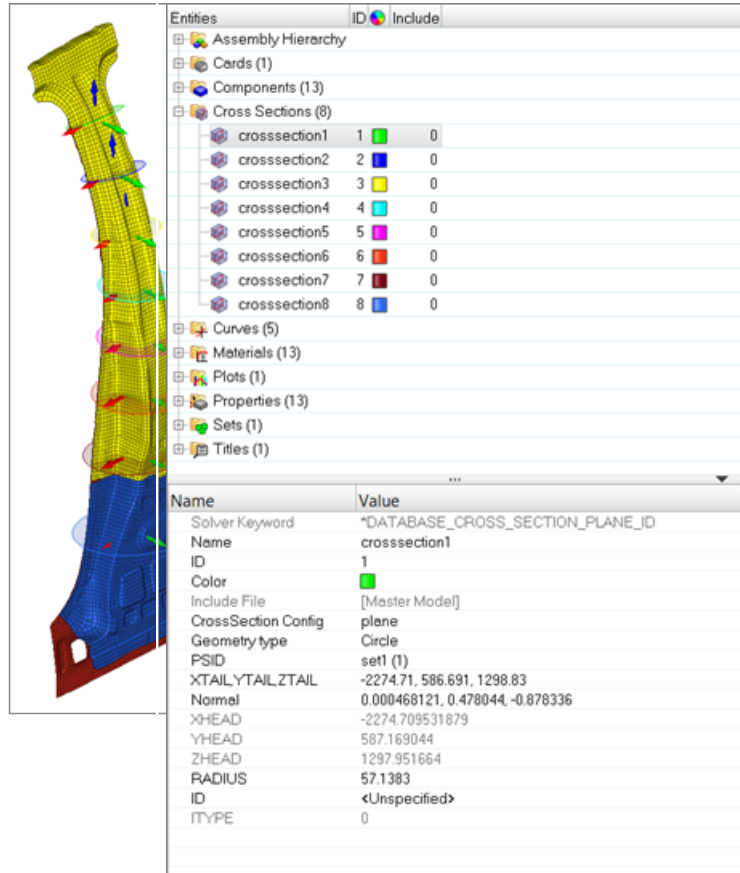 Entities ID Include
Assembly Hierarchy
Cards (1)
Components (13)
Cross Sections (8)
crosssection1 1 0
crosssection2 2 0
crosssection3 3 0
crosssection4 4 0
crosssection5 5 0
crosssection6 6 0
crosssection7 7 0
crosssection8 8 0
Curves (5)
Materials (13)
Plots (1)
Properties (13)
Sets (1)
Titles (1)
Name Value
Solver Keyword *DATABASE_CROSS_SECTION_PLANE_ID
Name crosssection1
ID 1
Color
Include File [Master Model]
CrossSection Config plane
Geometry type Circle
PSID set1 (1)
XTAIL,YTAIL,ZTAIL -2274.71, 586.691, 1298.83
Normal 0.000468121, 0.478044, -0.878336
XHEAD -2274.709531879
YHEAD 587.169044
ZHEAD 1297.951664
RADIUS 57.1383
ID <Unspecified>
ITYPE 0